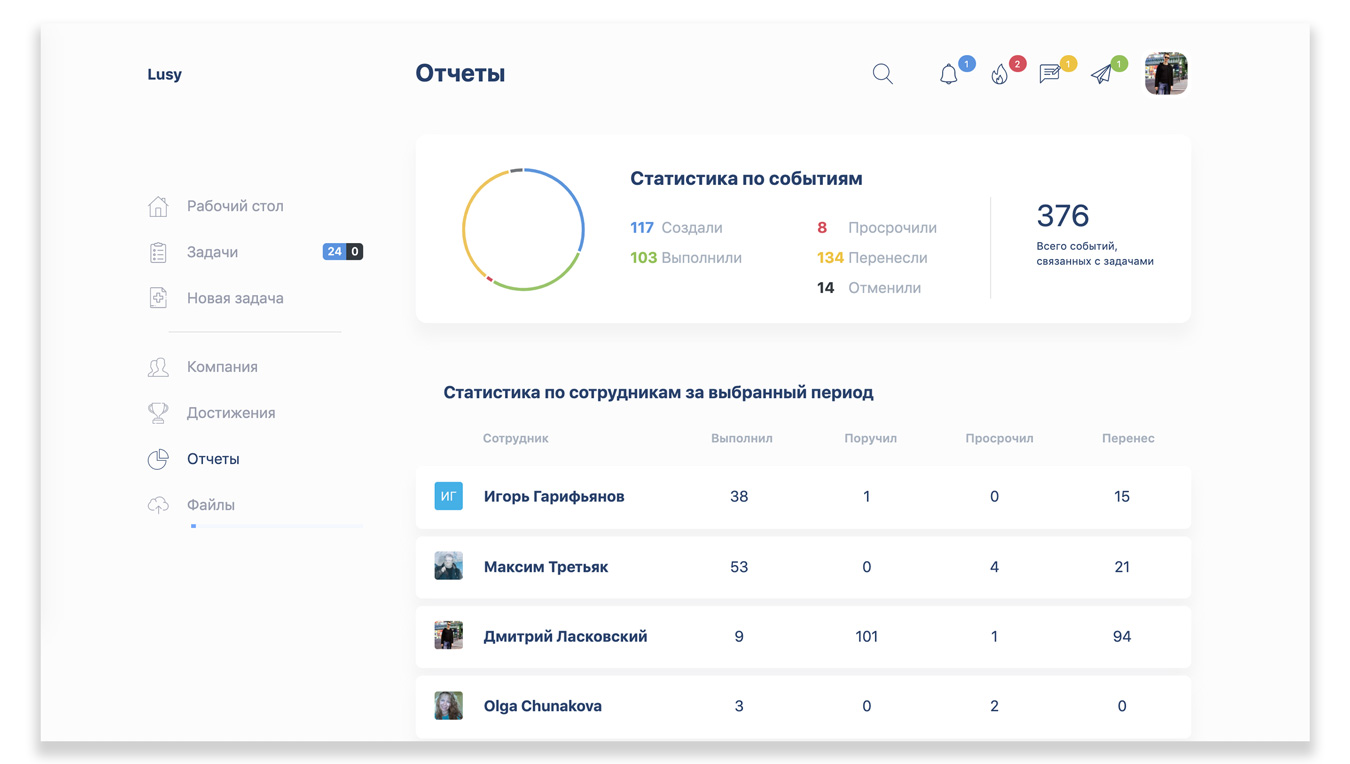 Lusy
Отчеты
1
2
1
1
Рабочий стол
Задачи
24 0
Новая задача
Компания
Достижения
Отчеты
Файлы
Статистика по событиям
117 Создали
8 Просрочили
103 Выполнили
134 Перенесли
14 Отменили
376
Всего событий,
связанных с задачами
Статистика по сотрудникам за выбранный период
Сотрудник Выполнил Поручил Просрочил Перенес
ИГ Игорь Гарифьянов 38 1 0 15
Максим Третьяк 53 0 4 21
Дмитрий Ласковский 9 101 1 94
Olga Chunakova 3 0 2 0